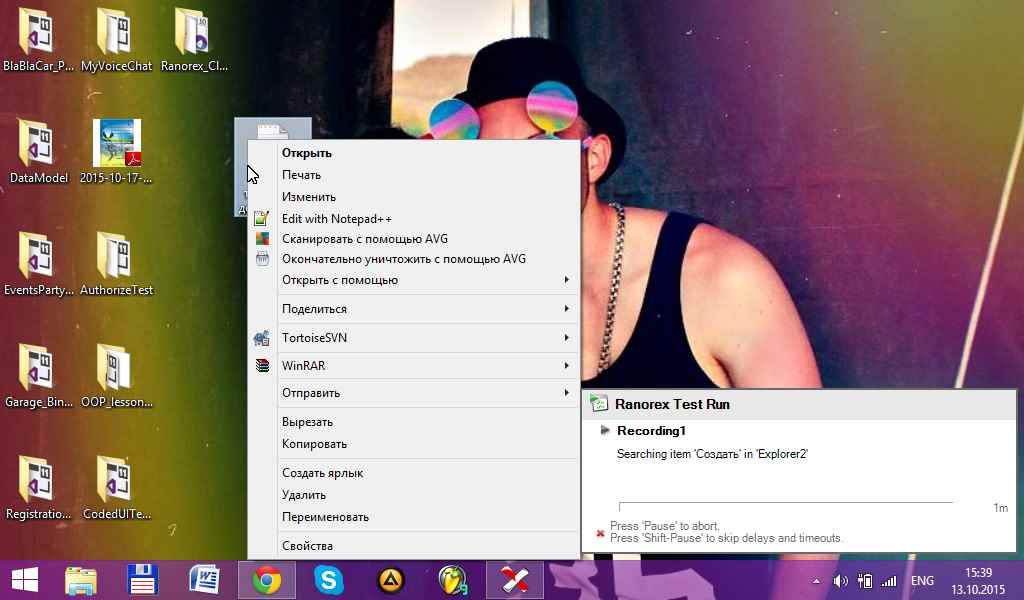 BlaBlaCar_P...
MyVoiceChat
Ranorex_Cl...
DataModel
2015-10-17-...
EventsParty...
AuthorizeTest
Garage_Bin...
OOP_lesson...
Registratio...
CodedUITe...
Открыть
Печать
Изменить
Edit with Notepad++
Сканировать с помощью AVG
Окончательно уничтожить с помощью AVG
Открыть с помощью
Поделиться
TortoiseSVN
WinRAR
Отправить
Вырезать
Копировать
Создать ярлык
Удалить
Переименовать
Свойства
Ranorex Test Run
Recording1
Searching item 'Создать' in 'Explorer2'
1m
Press 'Pause' to abort.
Press 'Shift-Pause' to skip delays and timeouts.
ENG
15:39
13.10.2015